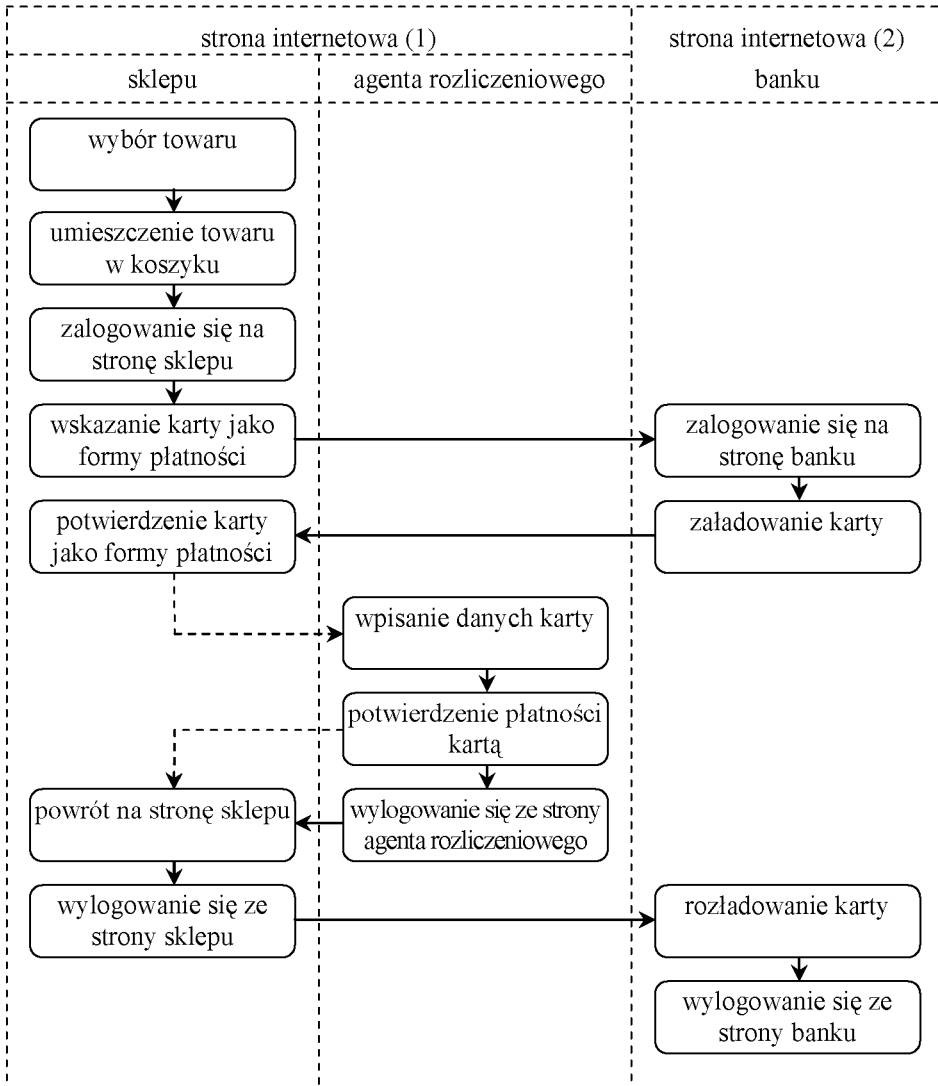 strona internetowa (1)
strona internetowa (2)
sklepu
agenta rozliczeniowego
banku
wybór towaru
umieszczenie towaru
w koszyku
zalogowanie się na
stronę sklepu
wskazanie karty jako
formy płatności
zalogowanie się na
stronę banku
potwierdzenie karty
jako formy płatności
załadowanie karty
wpisanie danych karty
potwierdzenie płatności
kartą
powrót na stronę sklepu
wylogowanie się ze strony
agenta rozliczeniowego
wylogowanie się ze
strony sklepu
rozładowanie karty
wylogowanie się ze
strony banku